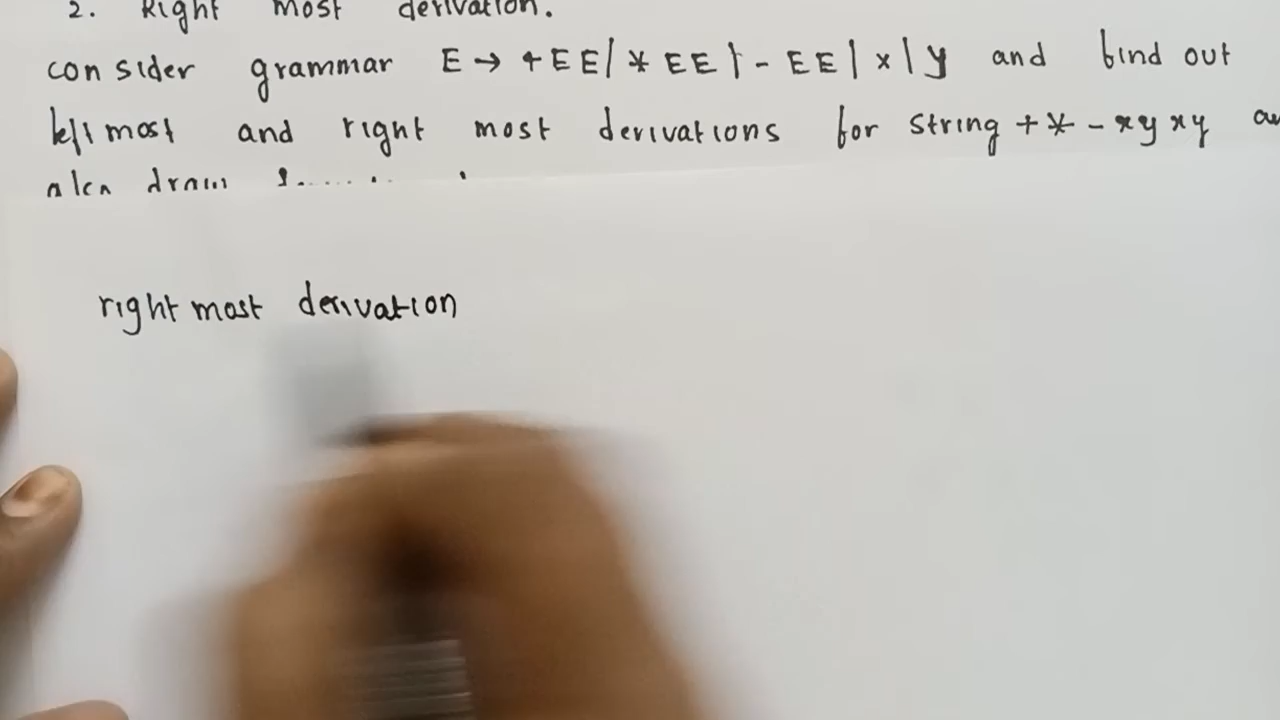 2. Right most derivation.
consider grammar E → +EE | * EE | - EE | x | y and find out
left most and right most derivations for string + * - xyxy
right most derivation